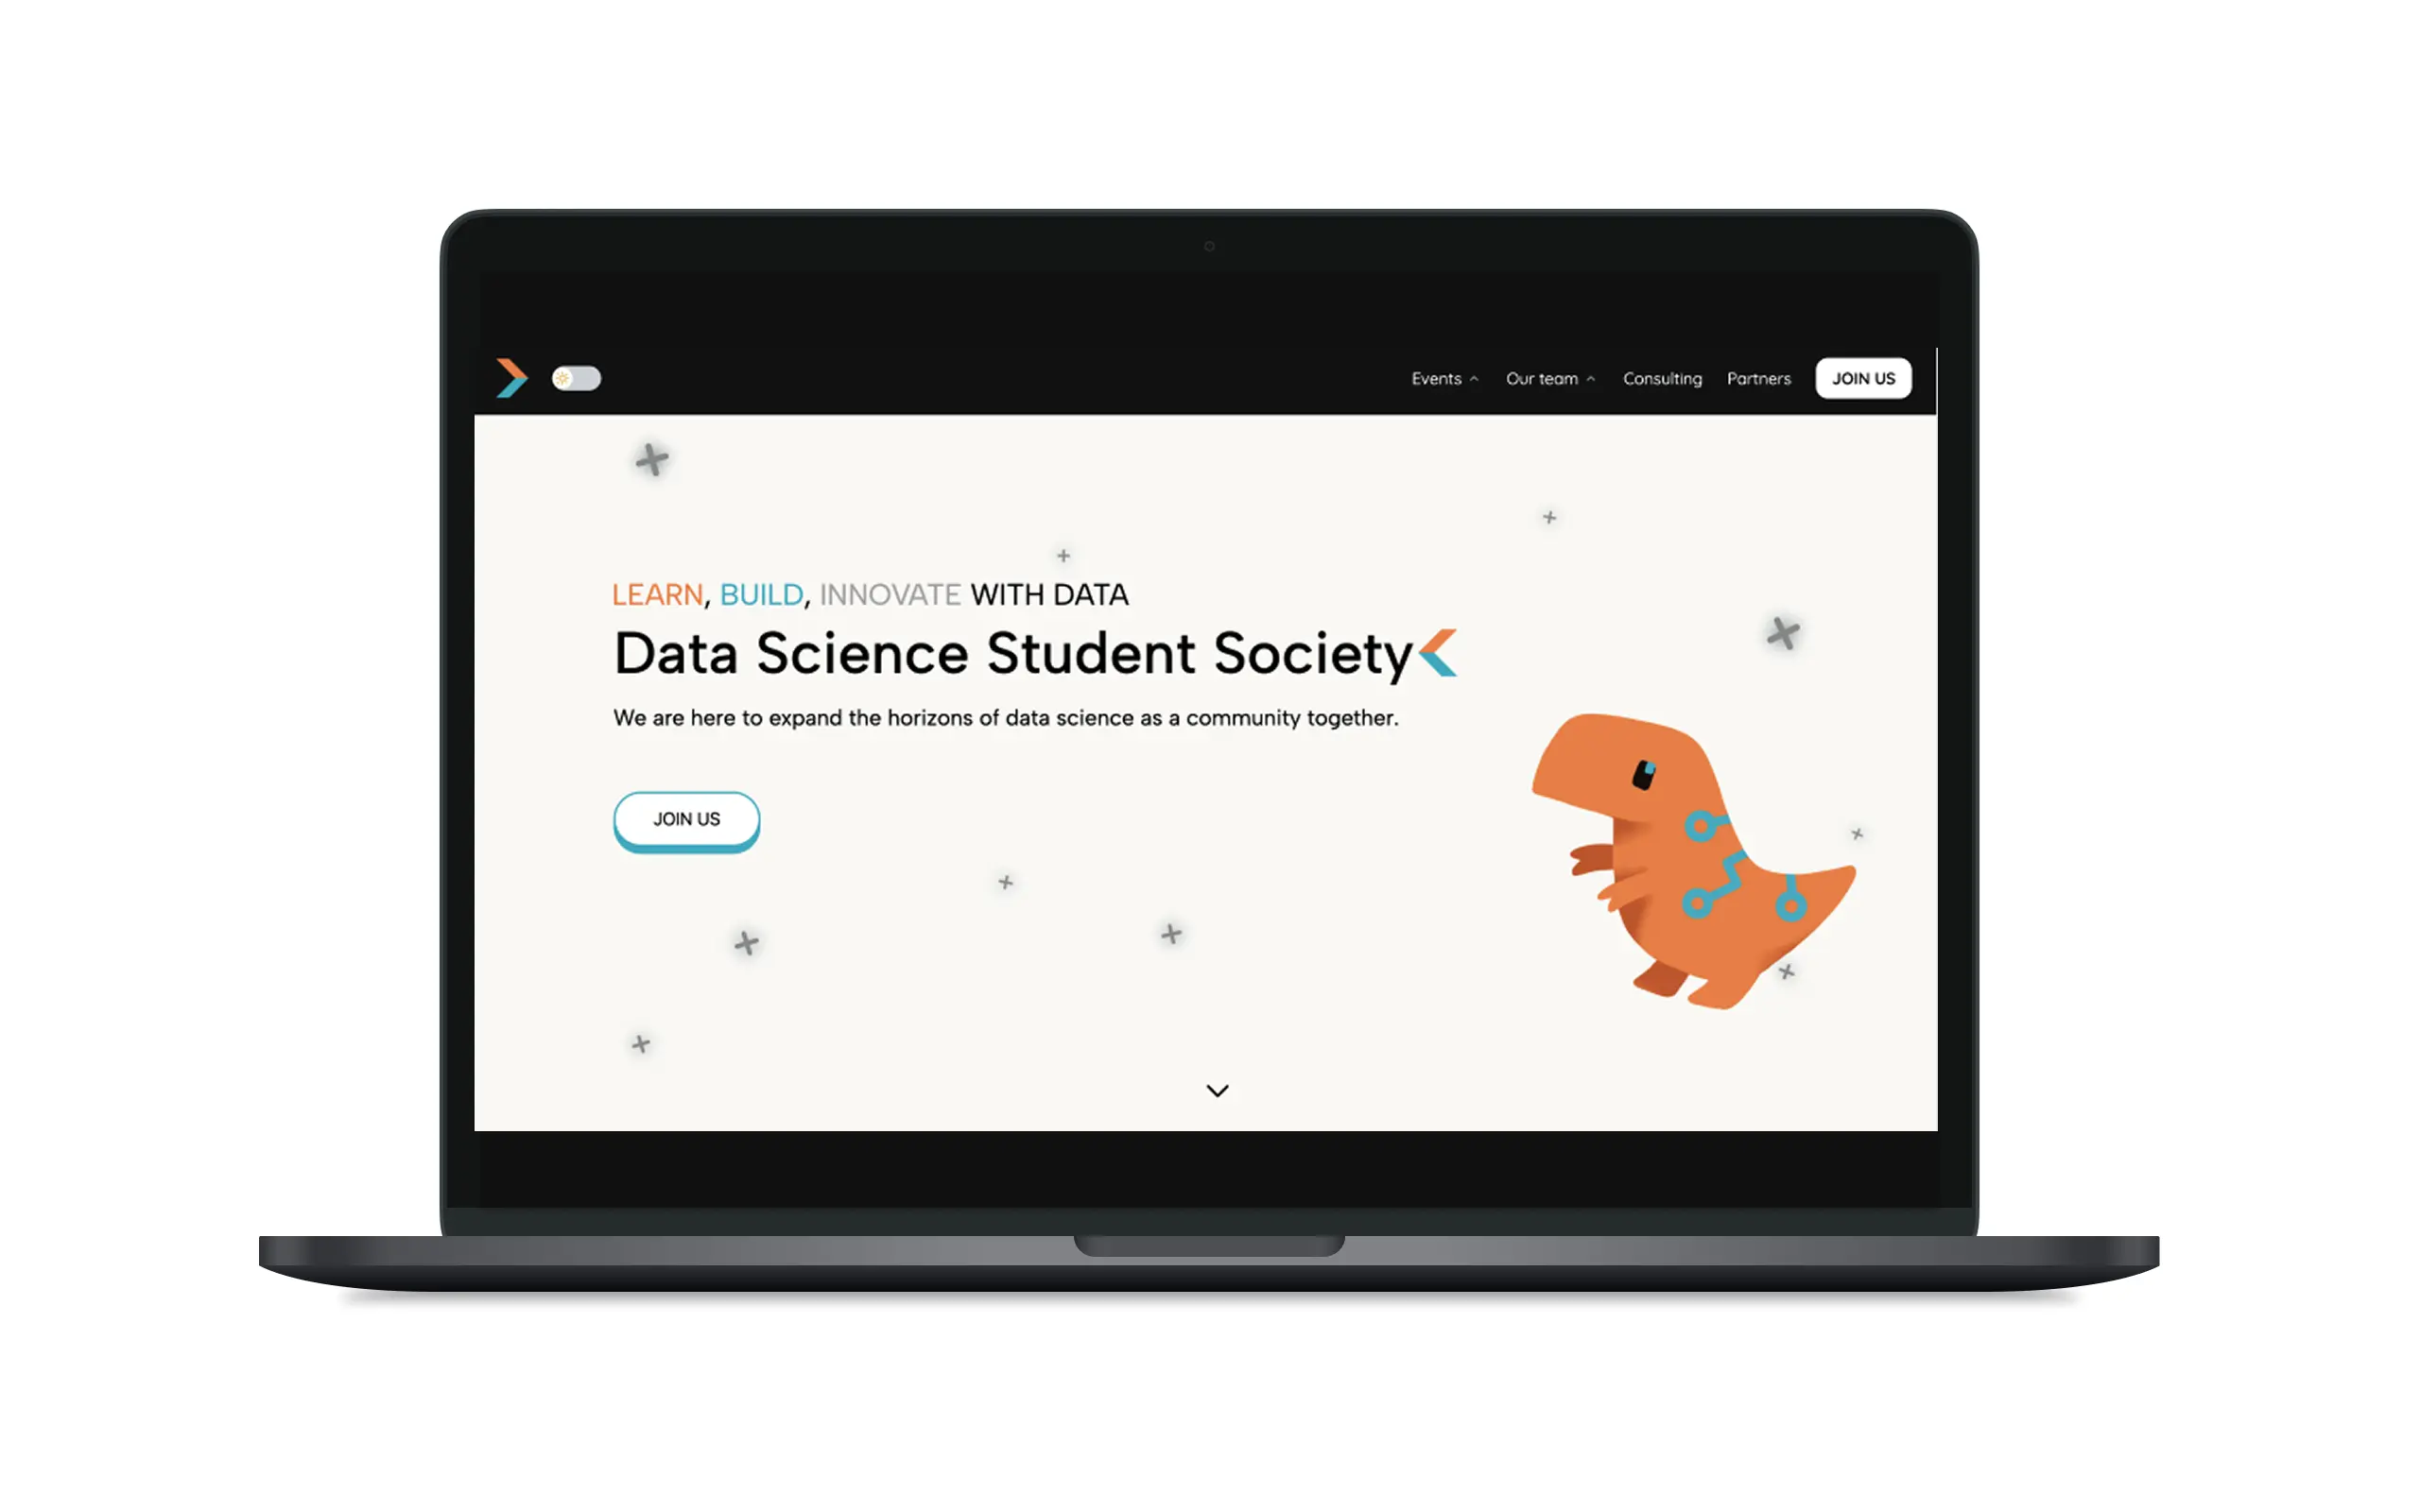 Events Our team Consulting Partners JOIN US
LEARN, BUILD, INNOVATE WITH DATA
Data Science Student Society
We are here to expand the horizons of data science as a community together.
JOIN US